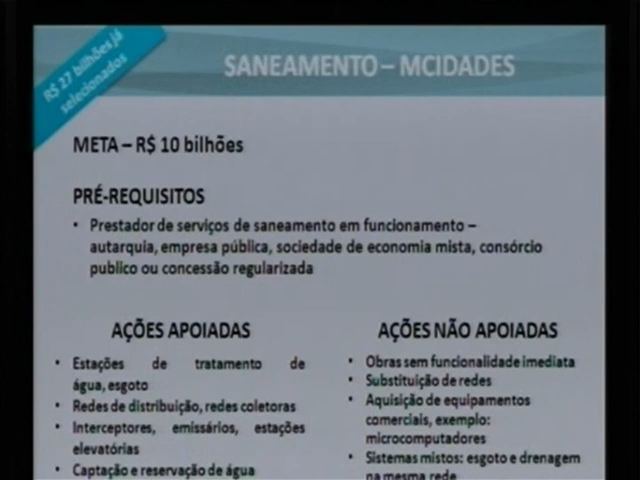 R$ 27 bilhões já
selecionados
SANEAMENTO – MCIDADES
META – R$ 10 bilhões
PRÉ-REQUISITOS
• Prestador de serviços de saneamento em funcionamento –
autarquia, empresa pública, sociedade de economia mista, consórcio
publico ou concessão regularizada
AÇÕES APOIADAS
• Estações de tratamento de
água, esgoto
• Redes de distribuição, redes coletoras
• Interceptores, emissários, estações
elevatórias
• Captação e reservação de água
AÇÕES NÃO APOIADAS
• Obras sem funcionalidade imediata
• Substituição de redes
• Aquisição de equipamentos
comerciais, exemplo:
microcomputadores
• Sistemas mistos: esgoto e drenagem
na mesma rede